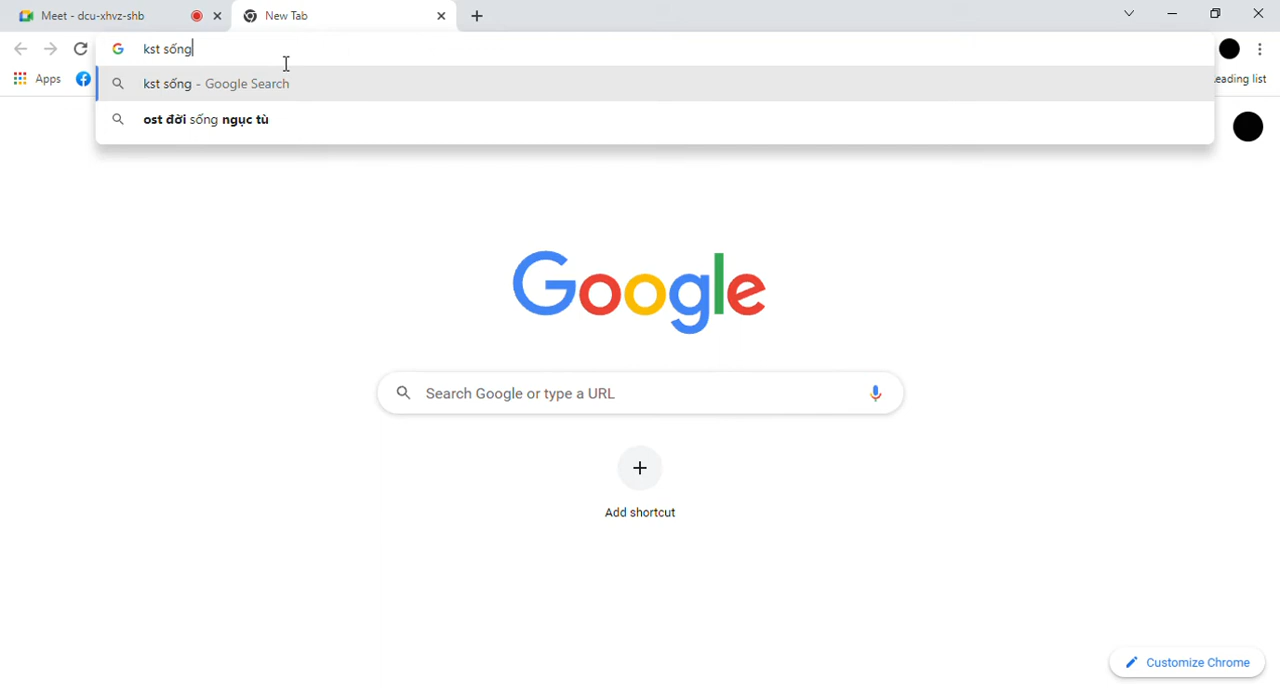 Meet - dcu-xhvz-shb
New Tab
kst sống
Apps
eading list
kst sống - Google Search
ost đời sống ngục tù
Google
Search Google or type a URL
Add shortcut
Customize Chrome